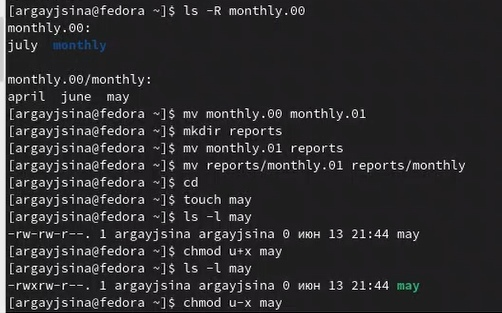 [argayjsina@fedora ~]$ ls -R monthly.00
monthly.00:
july monthly
monthly.00/monthly:
april june may
[argayjsina@fedora ~]$ mv monthly.00 monthly.01
[argayjsina@fedora ~]$ mkdir reports
[argayjsina@fedora ~]$ mv monthly.01 reports
[argayjsina@fedora ~]$ mv reports/monthly.01 reports/monthly
[argayjsina@fedora ~]$ cd
[argayjsina@fedora ~]$ touch may
[argayjsina@fedora ~]$ ls -l may
-rw-rw-r--. 1 argayjsina argayjsina 0 июн 13 21:44 may
[argayjsina@fedora ~]$ chmod u+x may
[argayjsina@fedora ~]$ ls -l may
-rwxrw-r--. 1 argayjsina argayjsina 0 июн 13 21:44 may
[argayjsina@fedora ~]$ chmod u-x may